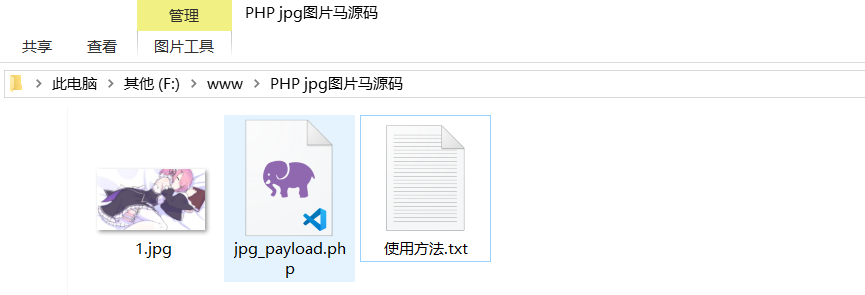 管理
PHP jpg图片马源码
共享
查看
图片工具
此电脑 > 其他 (F:) > www > PHP jpg图片马源码
1.jpg
jpg_payload.ph
p
使用方法.txt